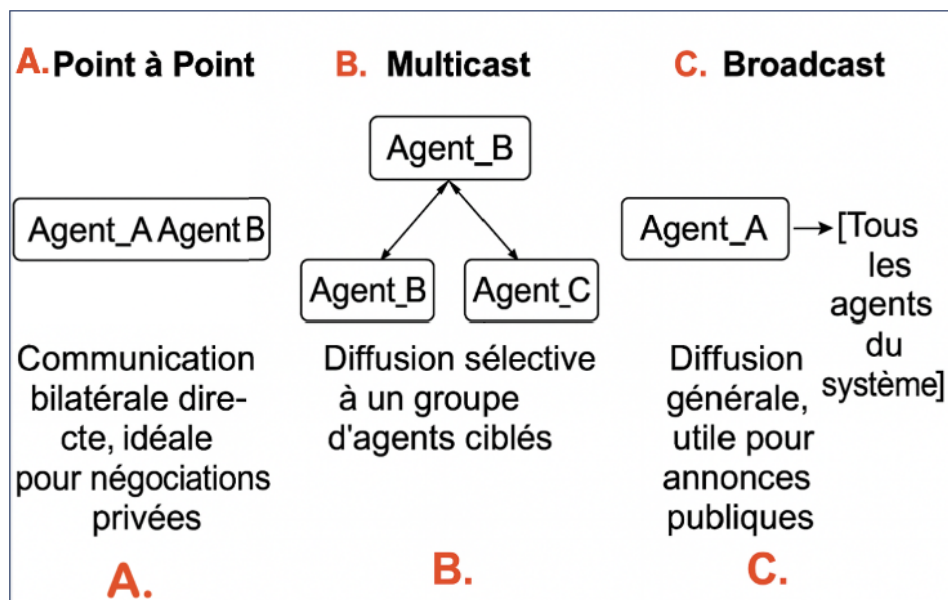 A. Point à Point
Agent_A Agent B
Communication
bilatérale dire-
cte, idéale
pour négociations
privées
A.
B. Multicast
Agent_B
Agent_B
Agent_C
Diffusion sélective
à un groupe
d'agents ciblés
B.
C. Broadcast
Agent_A
[Tous
les
agents
du
système]
Diffusion
générale,
utile pour
annonces
publiques
C.